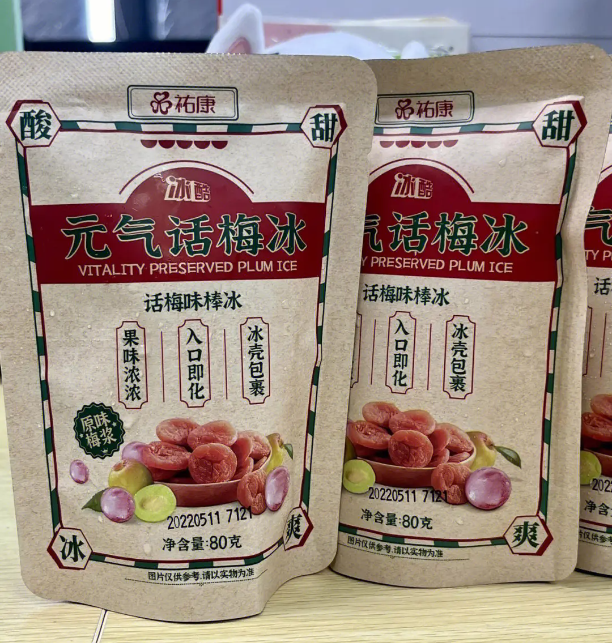 祐康
酸
甜
冰酷
元气话梅冰
VITALITY PRESERVED PLUM ICE
话梅味棒冰
果味浓浓
入口即化
冰壳包裹
原味
梅浆
20220511 7121
净含量:80克
冰
爽
图片仅供参考,请以实物为准
祐康
甜
冰酷
气话梅冰
PRESERVED PLUM ICE
话梅味棒冰
入口即化
冰壳包裹
20220511 7121
净含量:80克
爽
图片仅供参考,请以实物为准